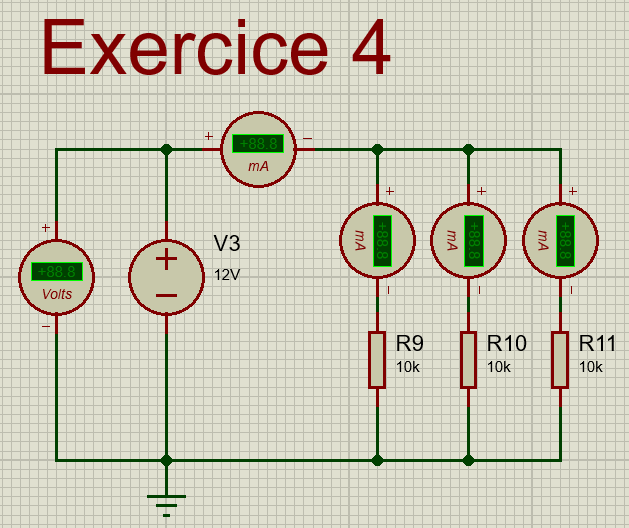 Exercice 4
+88.8
mA
+88.8
Volts
V3
12V
+88.8
mA
+88.8
mA
+88.8
mA
R9
10k
R10
10k
R11
10k